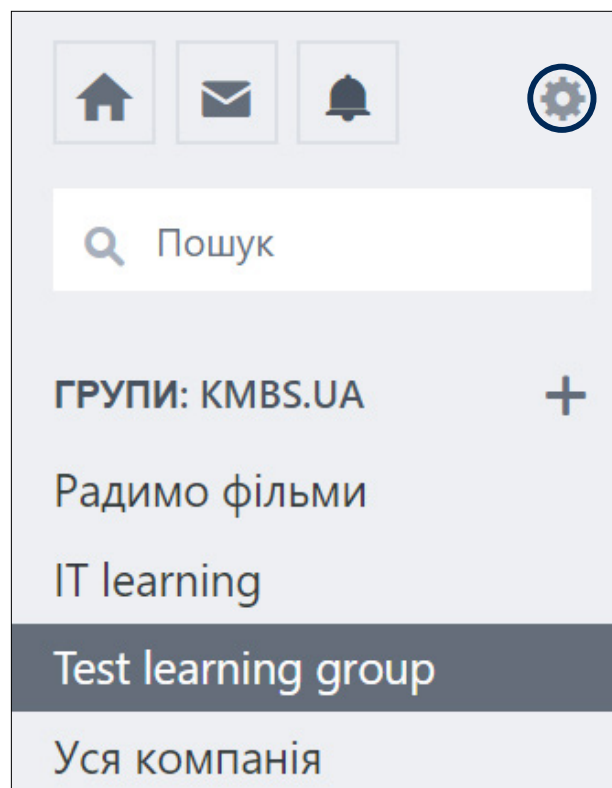 Пошук
ГРУПИ: KMBS.UA
Радимо фільми
IT learning
Test learning group
Уся компанія